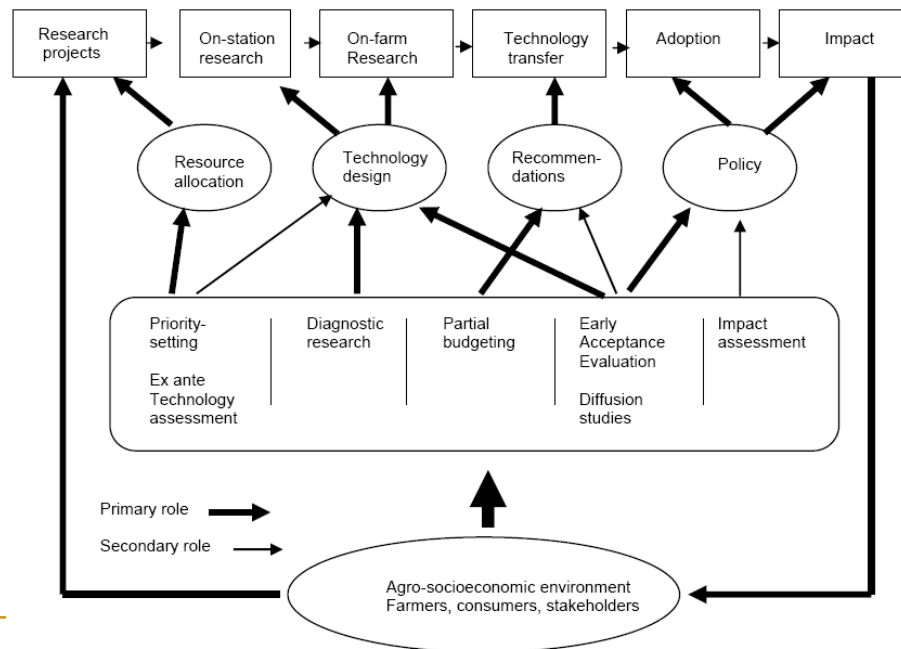 Research
projects
On-station
research
On-farm
Research
Technology
transfer
Adoption
Impact
Resource
allocation
Technology
design
Recommen-
dations
Policy
Priority-
setting
Ex ante
Technology
assessment
Diagnostic
research
Partial
budgeting
Early
Acceptance
Evaluation
Diffusion
studies
Impact
assessment
Primary role
Secondary role
Agro-socioeconomic environment
Farmers, consumers, stakeholders